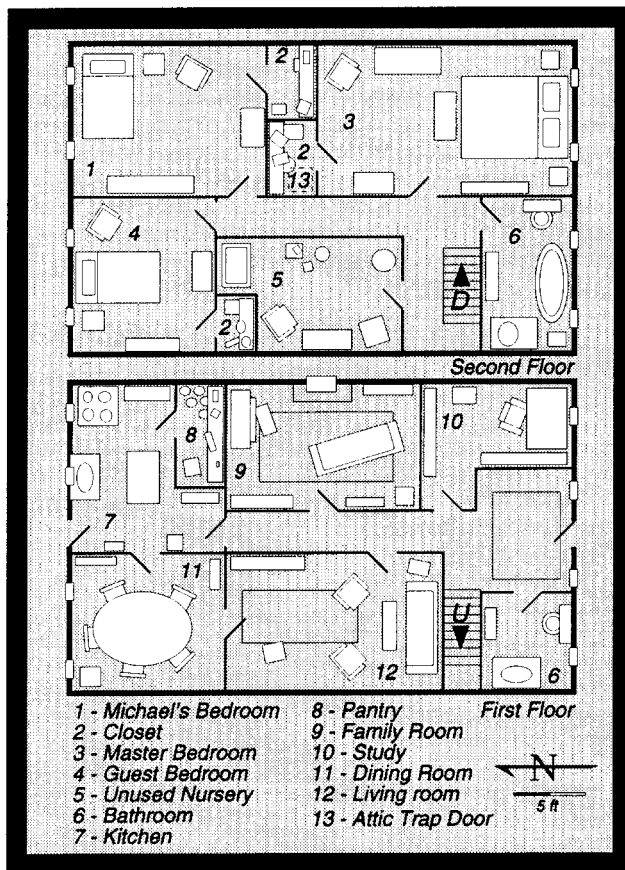 2
3
2
13
1
4
5
2
6
D
Second Floor
8
9
10
7
11
12
U
6
First Floor
1 - Michael's Bedroom
2 - Closet
3 - Master Bedroom
4 - Guest Bedroom
5 - Unused Nursery
6 - Bathroom
7 - Kitchen
8 - Pantry
9 - Family Room
10 - Study
11 - Dining Room
12 - Living room
13 - Attic Trap Door
N
5 ft